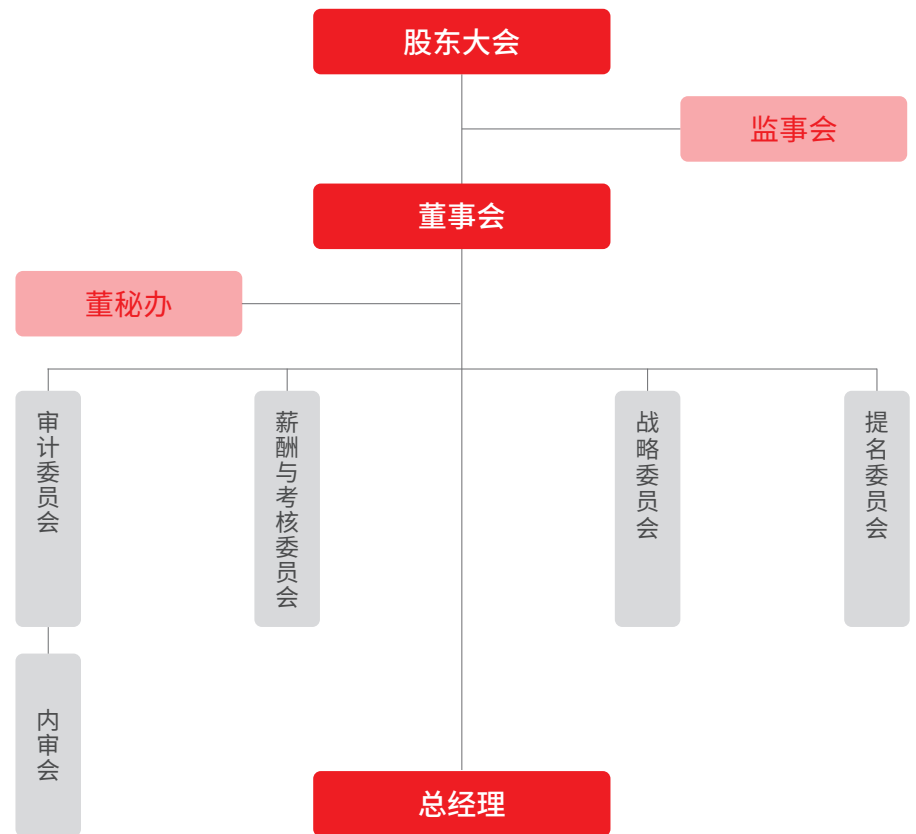 股东大会
监事会
董事会
董秘办
审计委员会
薪酬与考核委员会
战略委员会
提名委员会
内审会
总经理